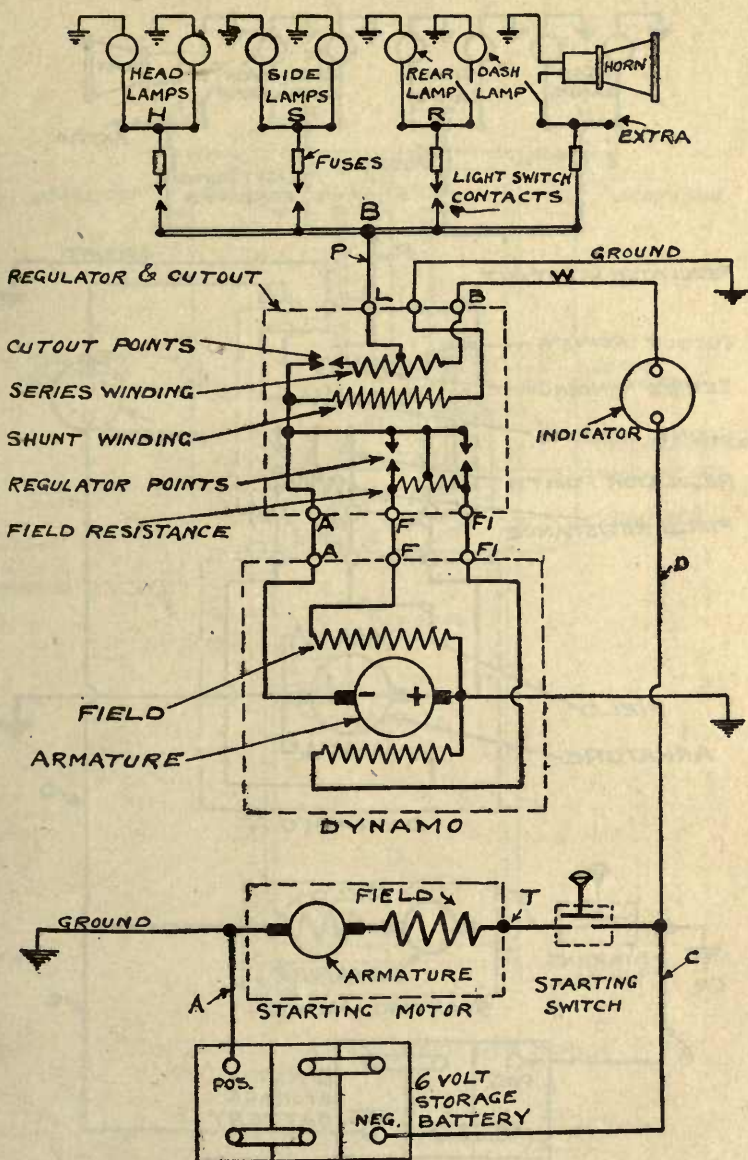 HEAD
LAMPS
H
SIDE
LAMPS
S
REAR
LAMP
R
DASH
LAMP
HORN
EXTRA
FUSES
LIGHT SWITCH
CONTACTS
B
P
GROUND
REGULATOR & CUTOUT
L
B
W
CUTOUT POINTS
SERIES WINDING
SHUNT WINDING
INDICATOR
REGULATOR POINTS
FIELD RESISTANCE
A
F
F1
A
F
F1
D
-
+
FIELD
ARMATURE
DYNAMO
FIELD
T
GROUND
ARMATURE
C
A
STARTING MOTOR
STARTING
SWITCH
POS.
NEG.
6 VOLT
STORAGE
BATTERY